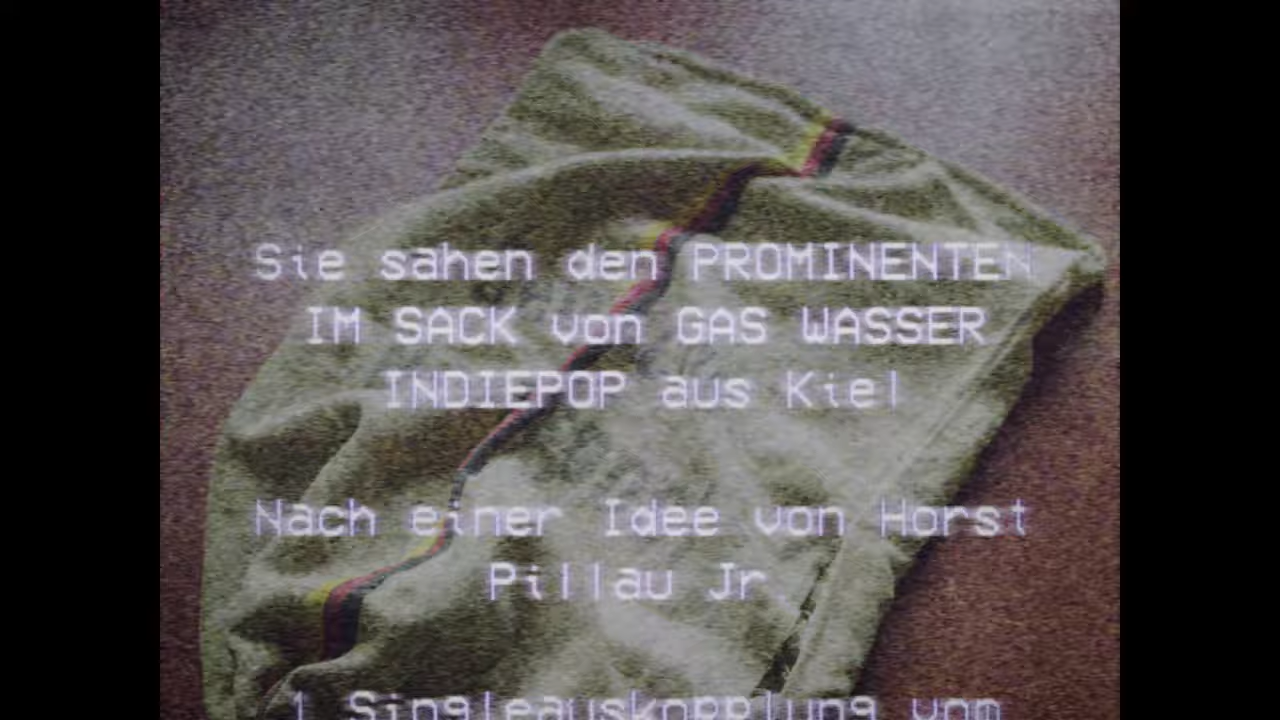 Sie sahen den PROMINENTEN
IM SACK von GAS WASSER
INDIEPOP aus Kiel
Nach einer Idee von Horst
Pillau Jr.
1 Singleauskopplung vom